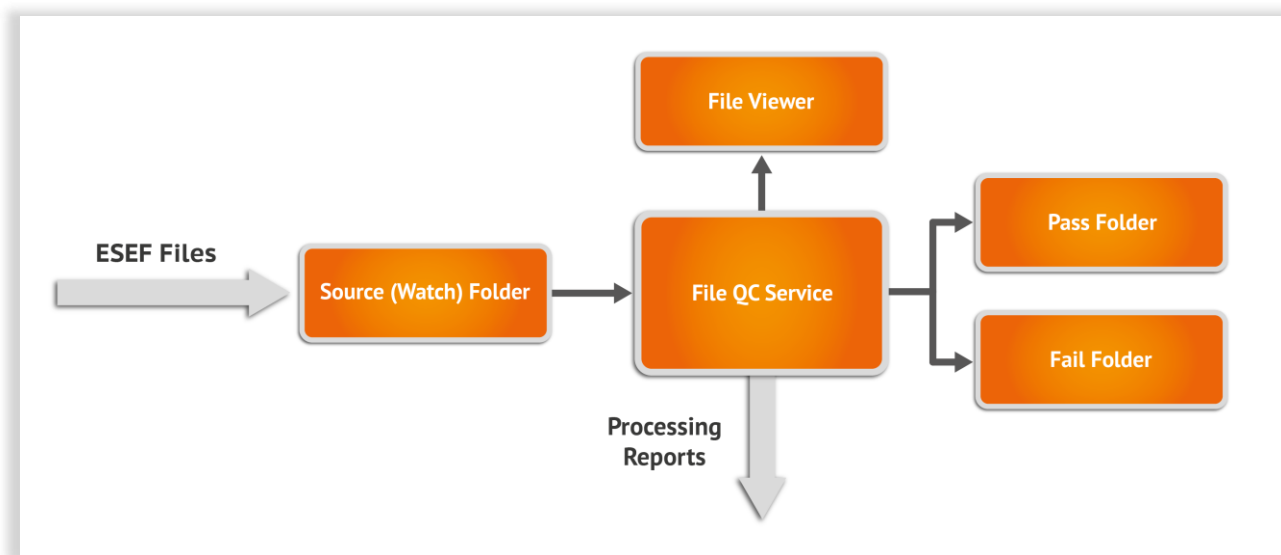 File Viewer
ESEF Files
Source (Watch) Folder
File QC Service
Pass Folder
Fail Folder
Processing
Reports